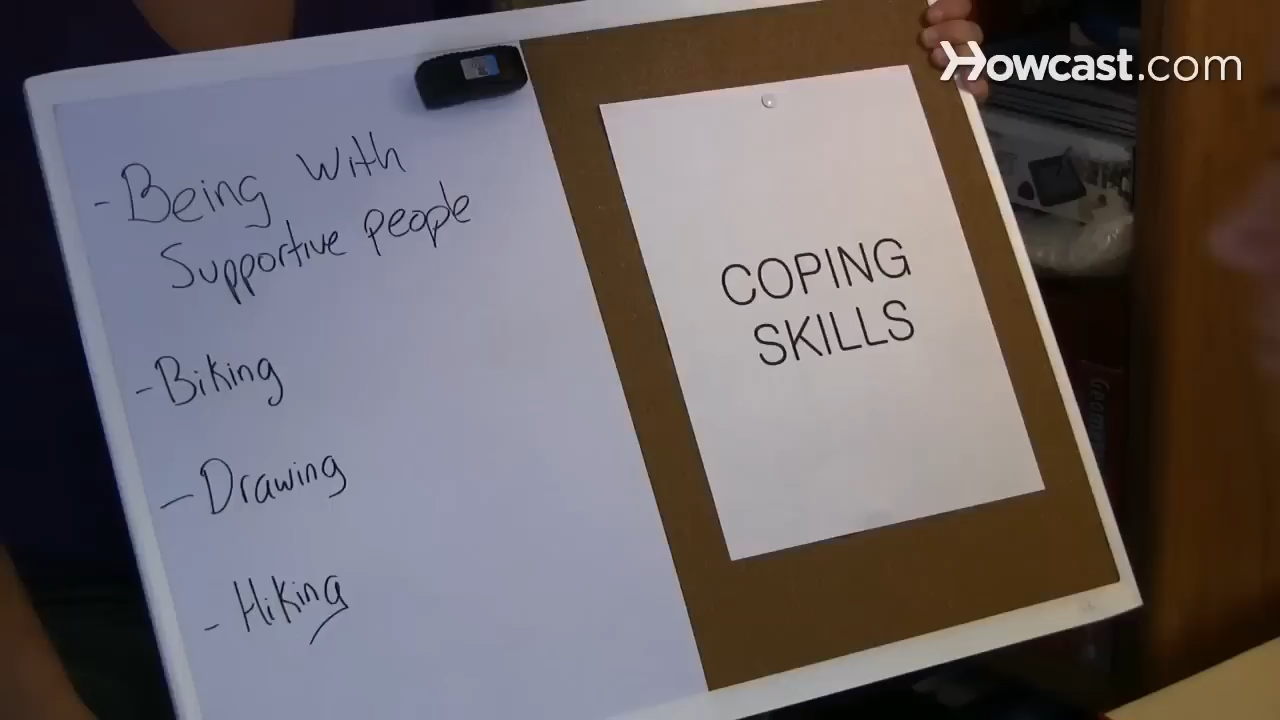 - Being with
supportive people
- Biking
- Drawing
- Hiking
COPING
SKILLS
Howcast.com